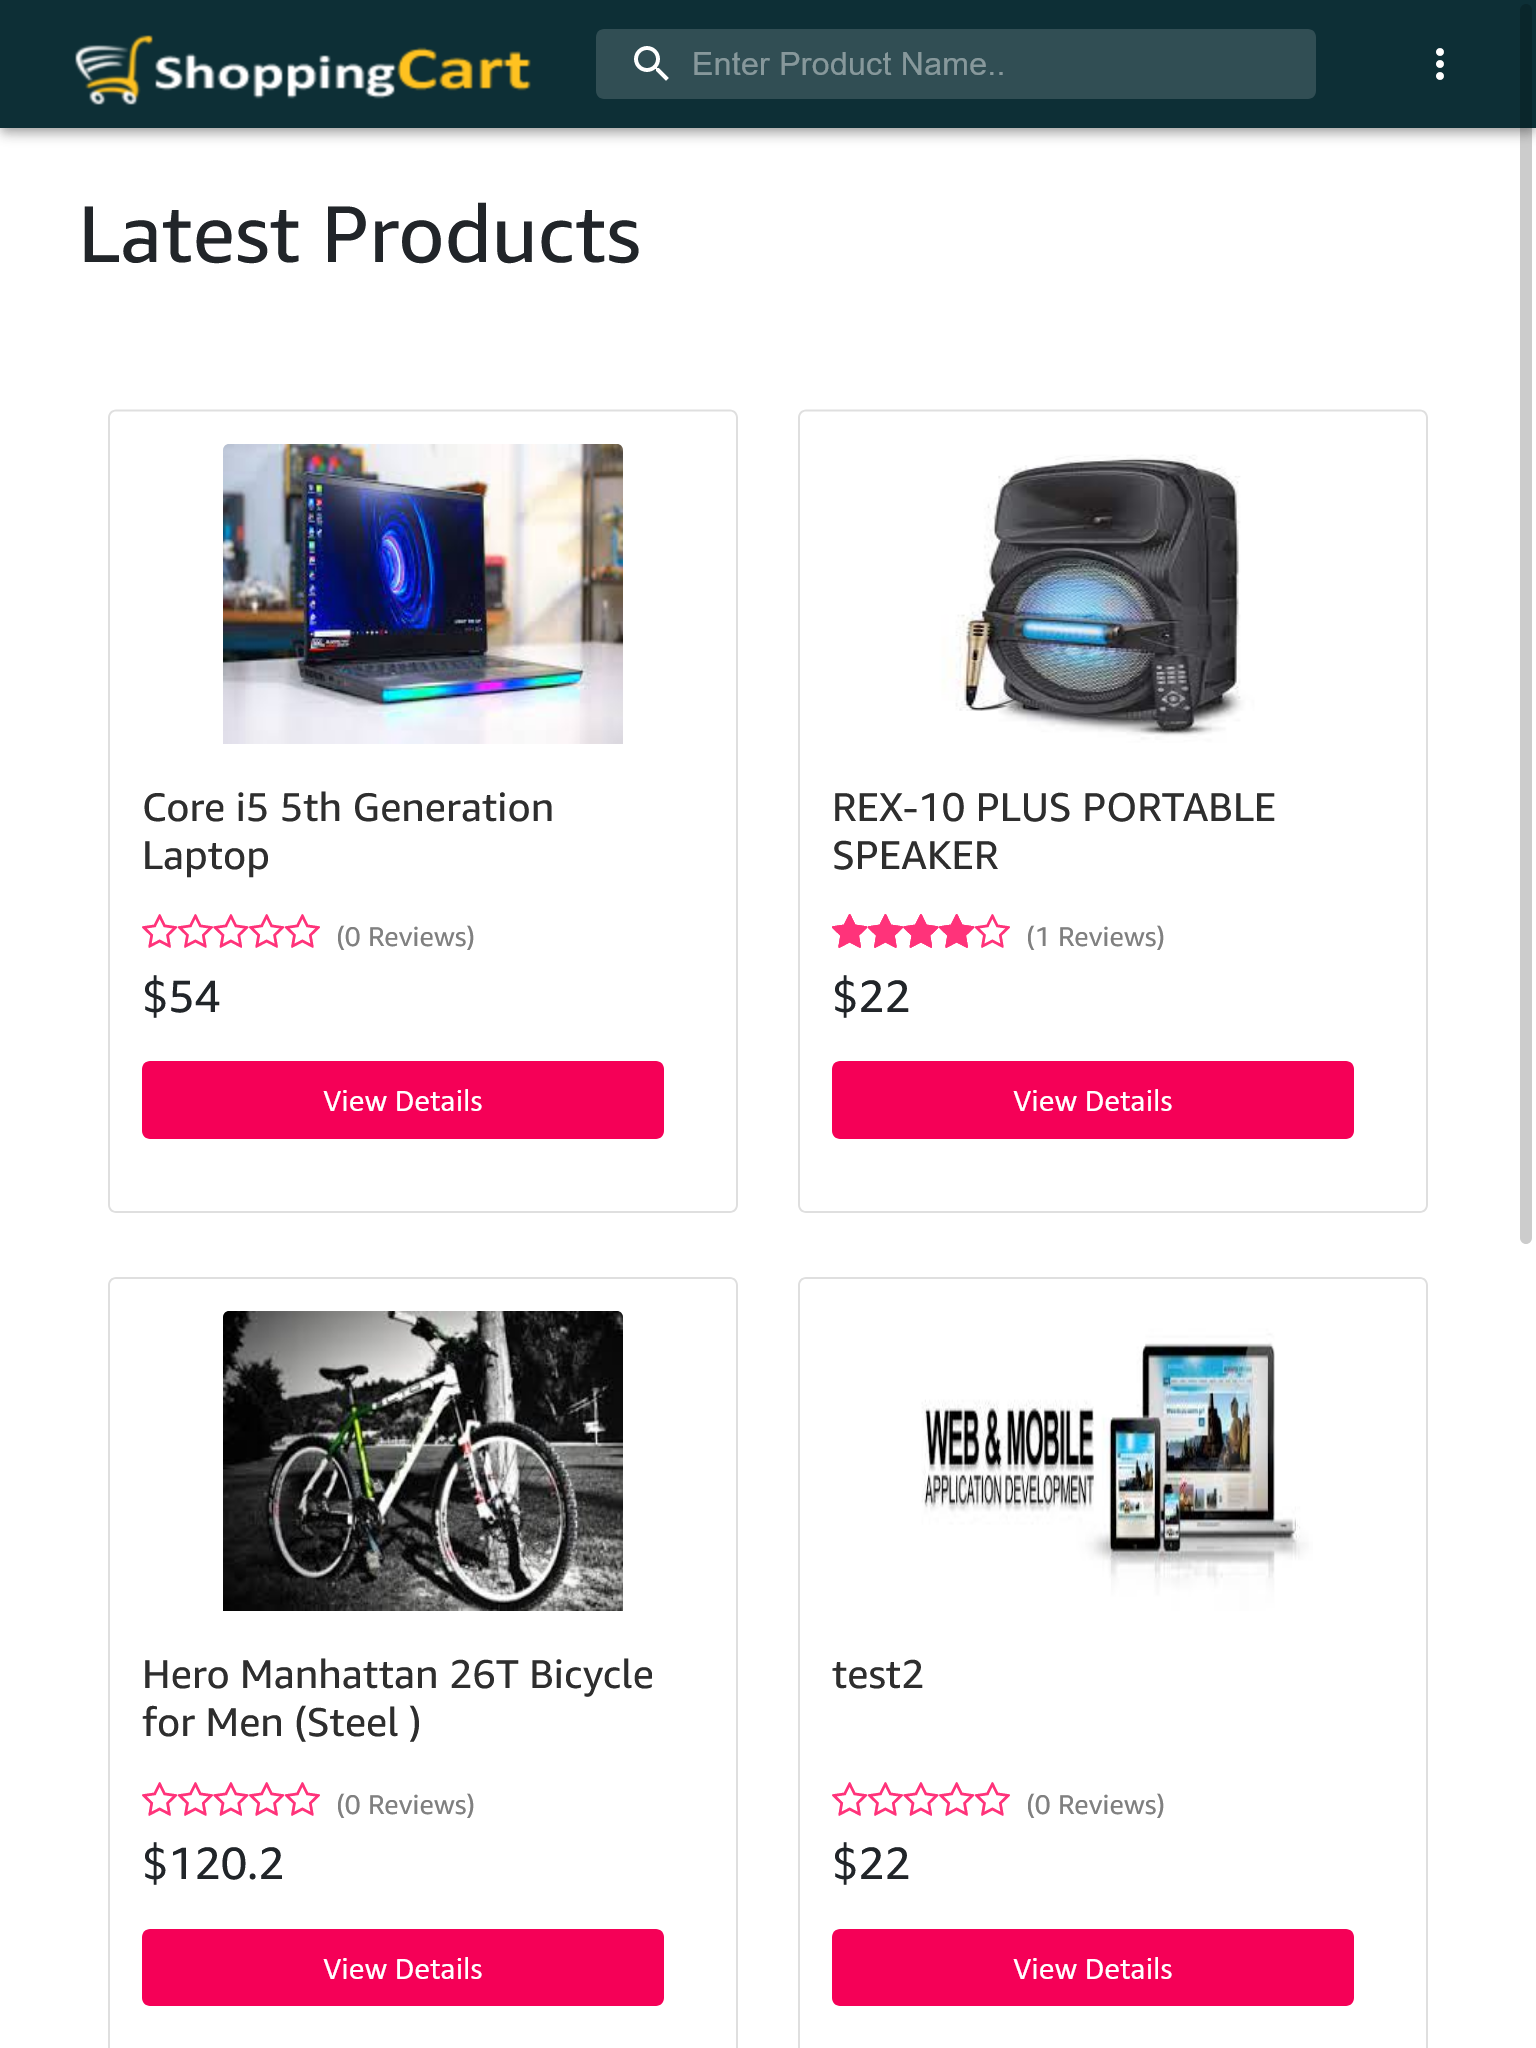 ShoppingCart
Enter Product Name..
Latest Products
Core i5 5th Generation
Laptop
(0 Reviews)
$54
View Details
REX-10 PLUS PORTABLE
SPEAKER
(1 Reviews)
$22
View Details
Hero Manhattan 26T Bicycle
for Men (Steel )
(0 Reviews)
$120.2
View Details
WEB & MOBILE
APPLICATION DEVELOPMENT
test2
(0 Reviews)
$22
View Details